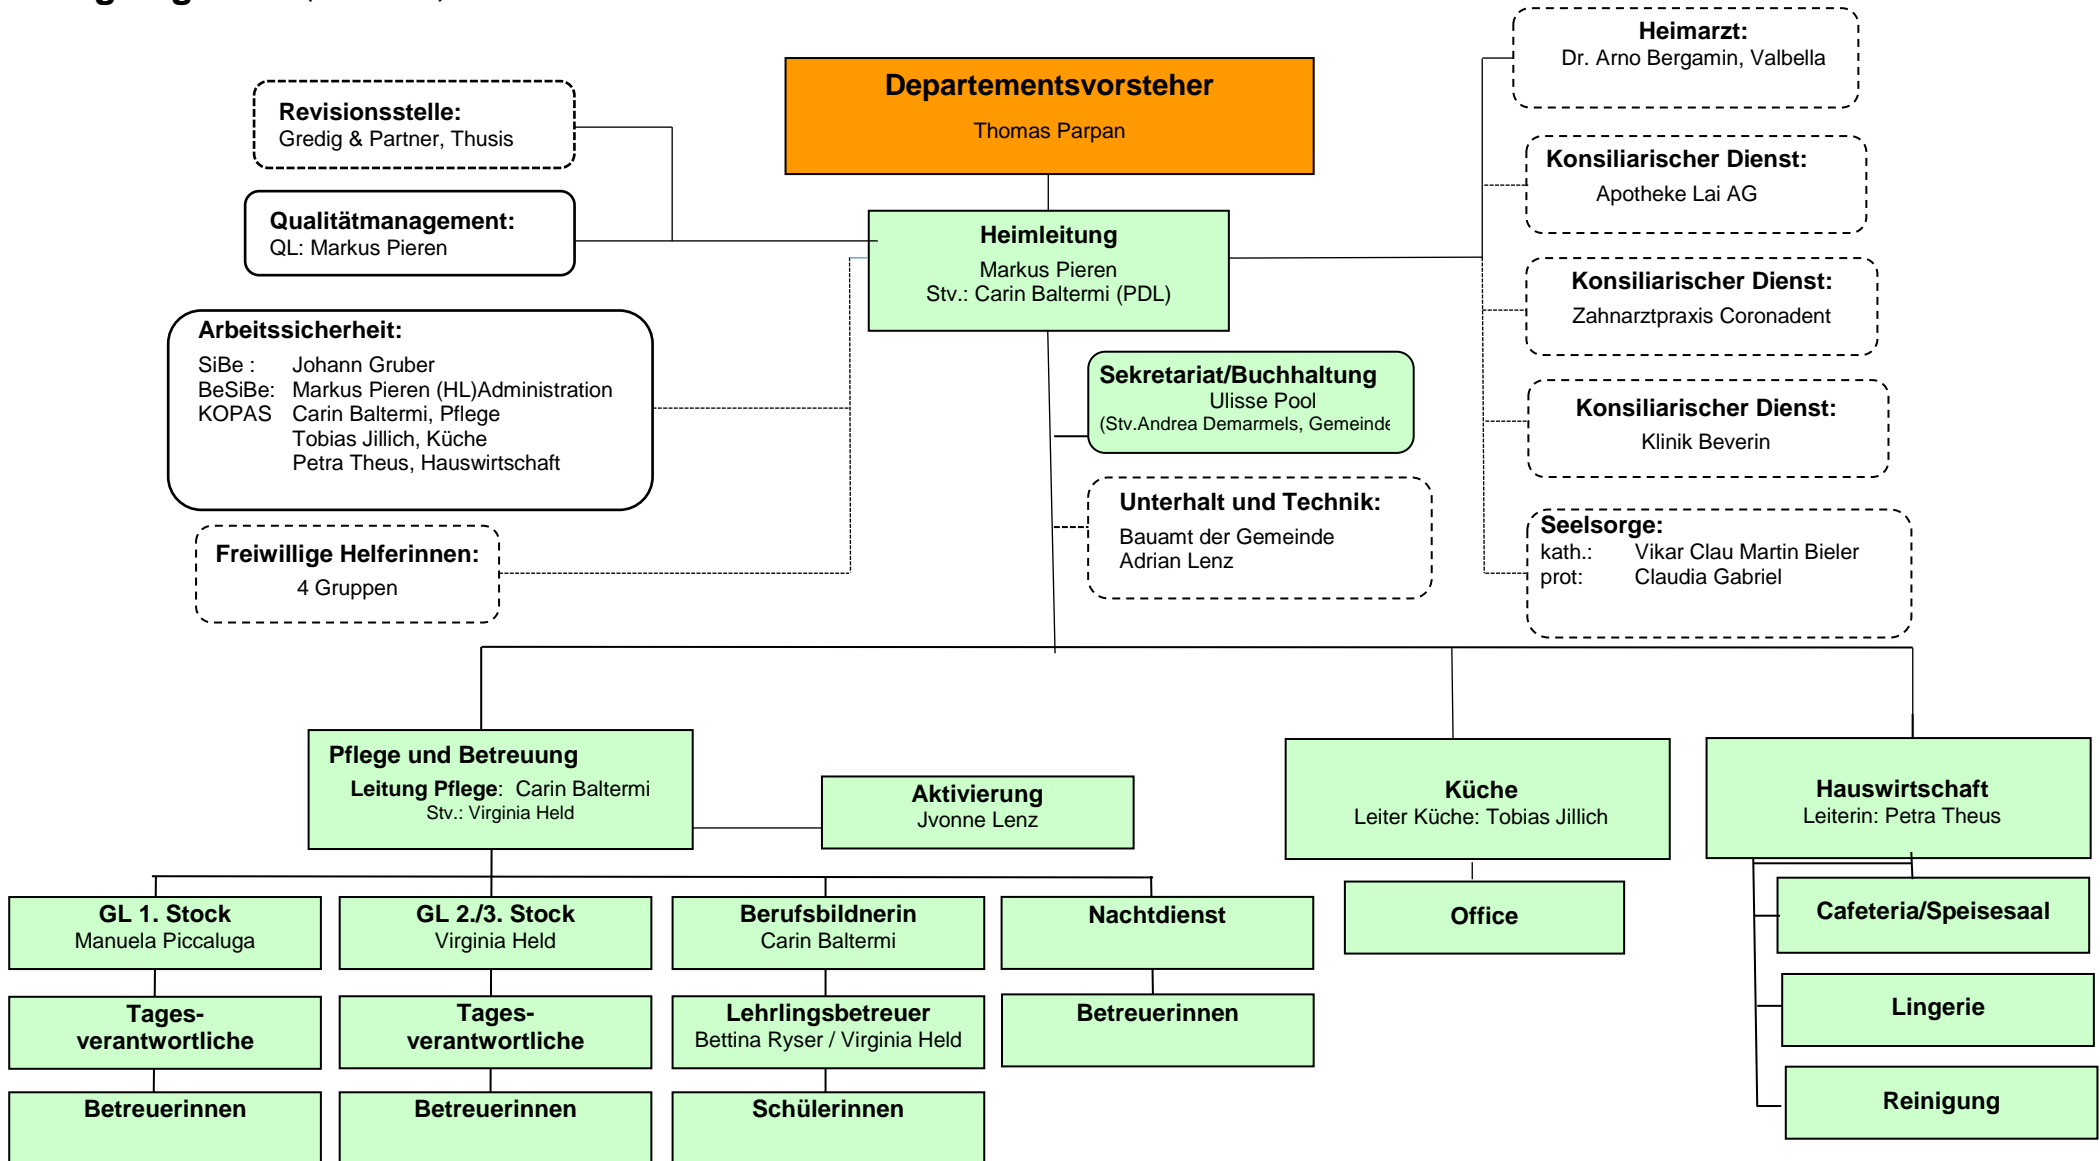 Departementsvorsteher
Thomas Parpan
Revisionsstelle:
Gredig & Partner, Thusis
Qualitätmanagement:
QL: Markus Pieren
Arbeitssicherheit:
SiBe : Johann Gruber
BeSiBe: Markus Pieren (HL)Administration
KOPAS Carin Baltermi, Pflege
Tobias Jillich, Küche
Petra Theus, Hauswirtschaft
Freiwillige Helferinnen:
4 Gruppen
Heimleitung
Markus Pieren
Stv.: Carin Baltermi (PDL)
Sekretariat/Buchhaltung
Ulisse Pool
(Stv.Andrea Demarmels, Gemeinde
Unterhalt und Technik:
Bauamt der Gemeinde
Adrian Lenz
Heimarzt:
Dr. Arno Bergamin, Valbella
Konsiliarischer Dienst:
Apotheke Lai AG
Konsiliarischer Dienst:
Zahnarztpraxis Coronadent
Konsiliarischer Dienst:
Klinik Beverin
Seelsorge:
kath.: Vikar Clau Martin Bieler
prot: Claudia Gabriel
Pflege und Betreuung
Leitung Pflege: Carin Baltermi
Stv.: Virginia Held
Aktivierung
Jvonne Lenz
Küche
Leiter Küche: Tobias Jillich
Hauswirtschaft
Leiterin: Petra Theus
GL 1. Stock
Manuela Piccaluga
GL 2./3. Stock
Virginia Held
Berufsbildnerin
Carin Baltermi
Nachtdienst
Office
Cafeteria/Speisesaal
Tages-
verantwortliche
Tages-
verantwortliche
Lehrlingsbetreuer
Bettina Ryser / Virginia Held
Betreuerinnen
Lingerie
Betreuerinnen
Betreuerinnen
Schülerinnen
Reinigung